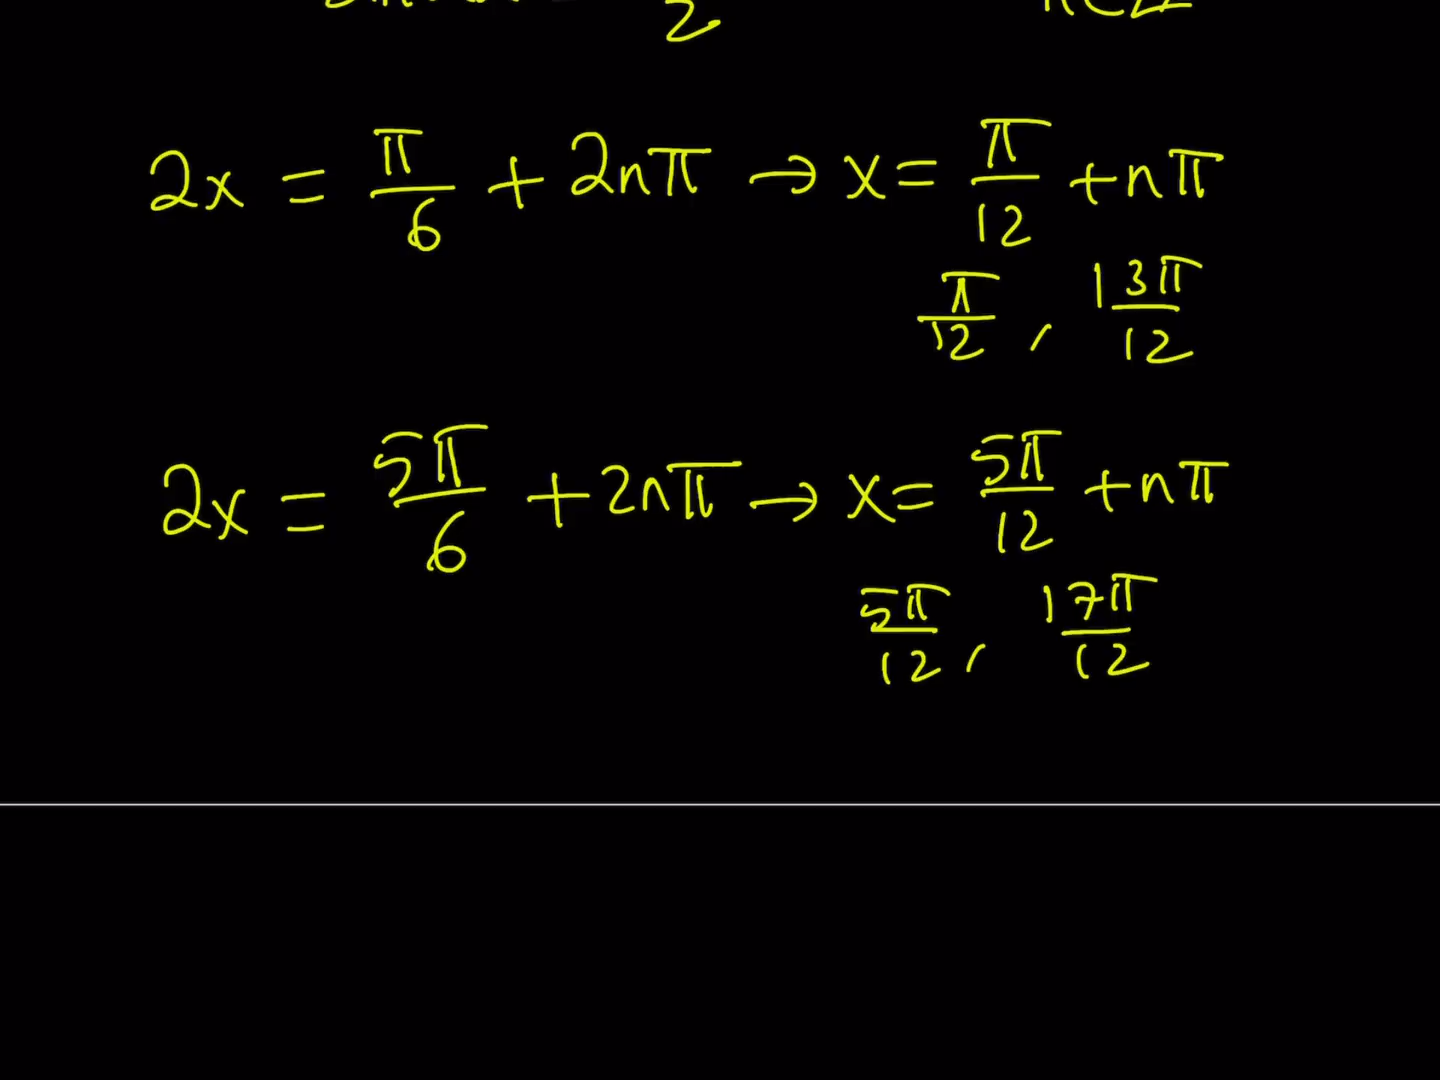 2
2x = π/6 + 2nπ → x = π/12 + nπ
π/12 , 13π/12
2x = 5π/6 + 2nπ → x = 5π/12 + nπ
5π/12 , 17π/12